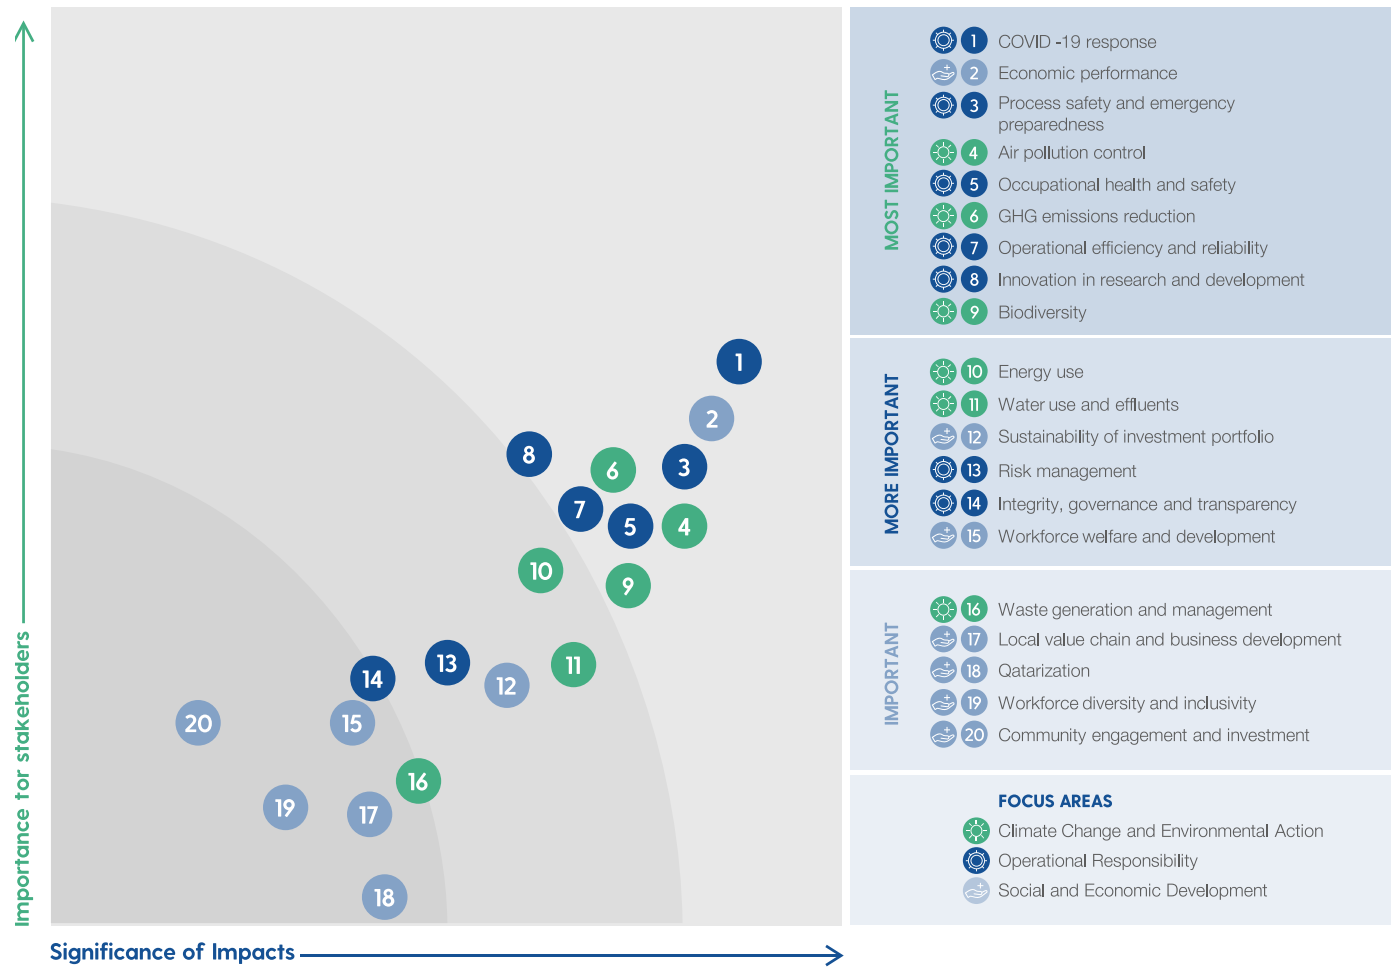 Importance for stakeholders
1
2
8
6
3
7
5
4
10
9
13
11
14
12
20
15
16
19
17
18
Significance of Impacts
MOST IMPORTANT
1 COVID -19 response
2 Economic performance
3 Process safety and emergency
preparedness
4 Air pollution control
5 Occupational health and safety
6 GHG emissions reduction
7 Operational efficiency and reliability
8 Innovation in research and development
9 Biodiversity
MORE IMPORTANT
10 Energy use
11 Water use and effluents
12 Sustainability of investment portfolio
13 Risk management
14 Integrity, governance and transparency
15 Workforce welfare and development
IMPORTANT
16 Waste generation and management
17 Local value chain and business development
18 Qatarization
19 Workforce diversity and inclusivity
20 Community engagement and investment
FOCUS AREAS
Climate Change and Environmental Action
Operational Responsibility
Social and Economic Development